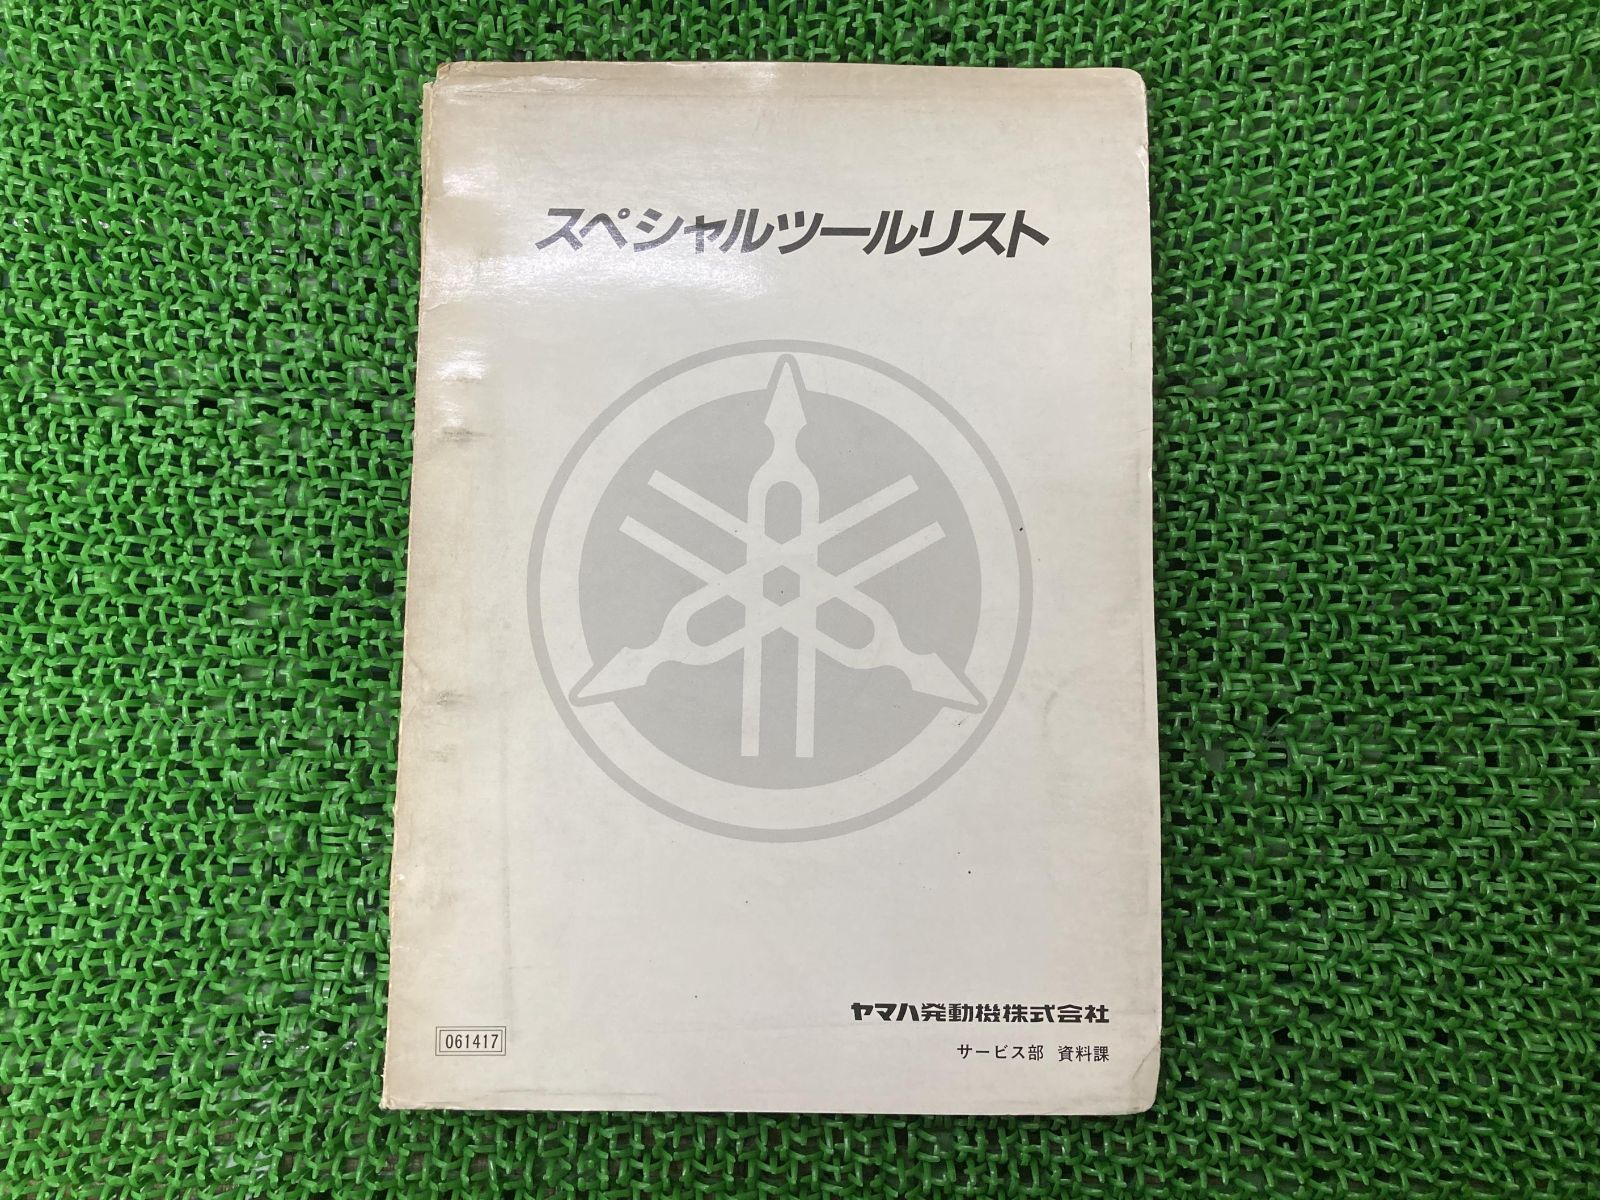 スペシャルツールリスト
ヤマハ発動機株式会社
サービス部 資料課
061417